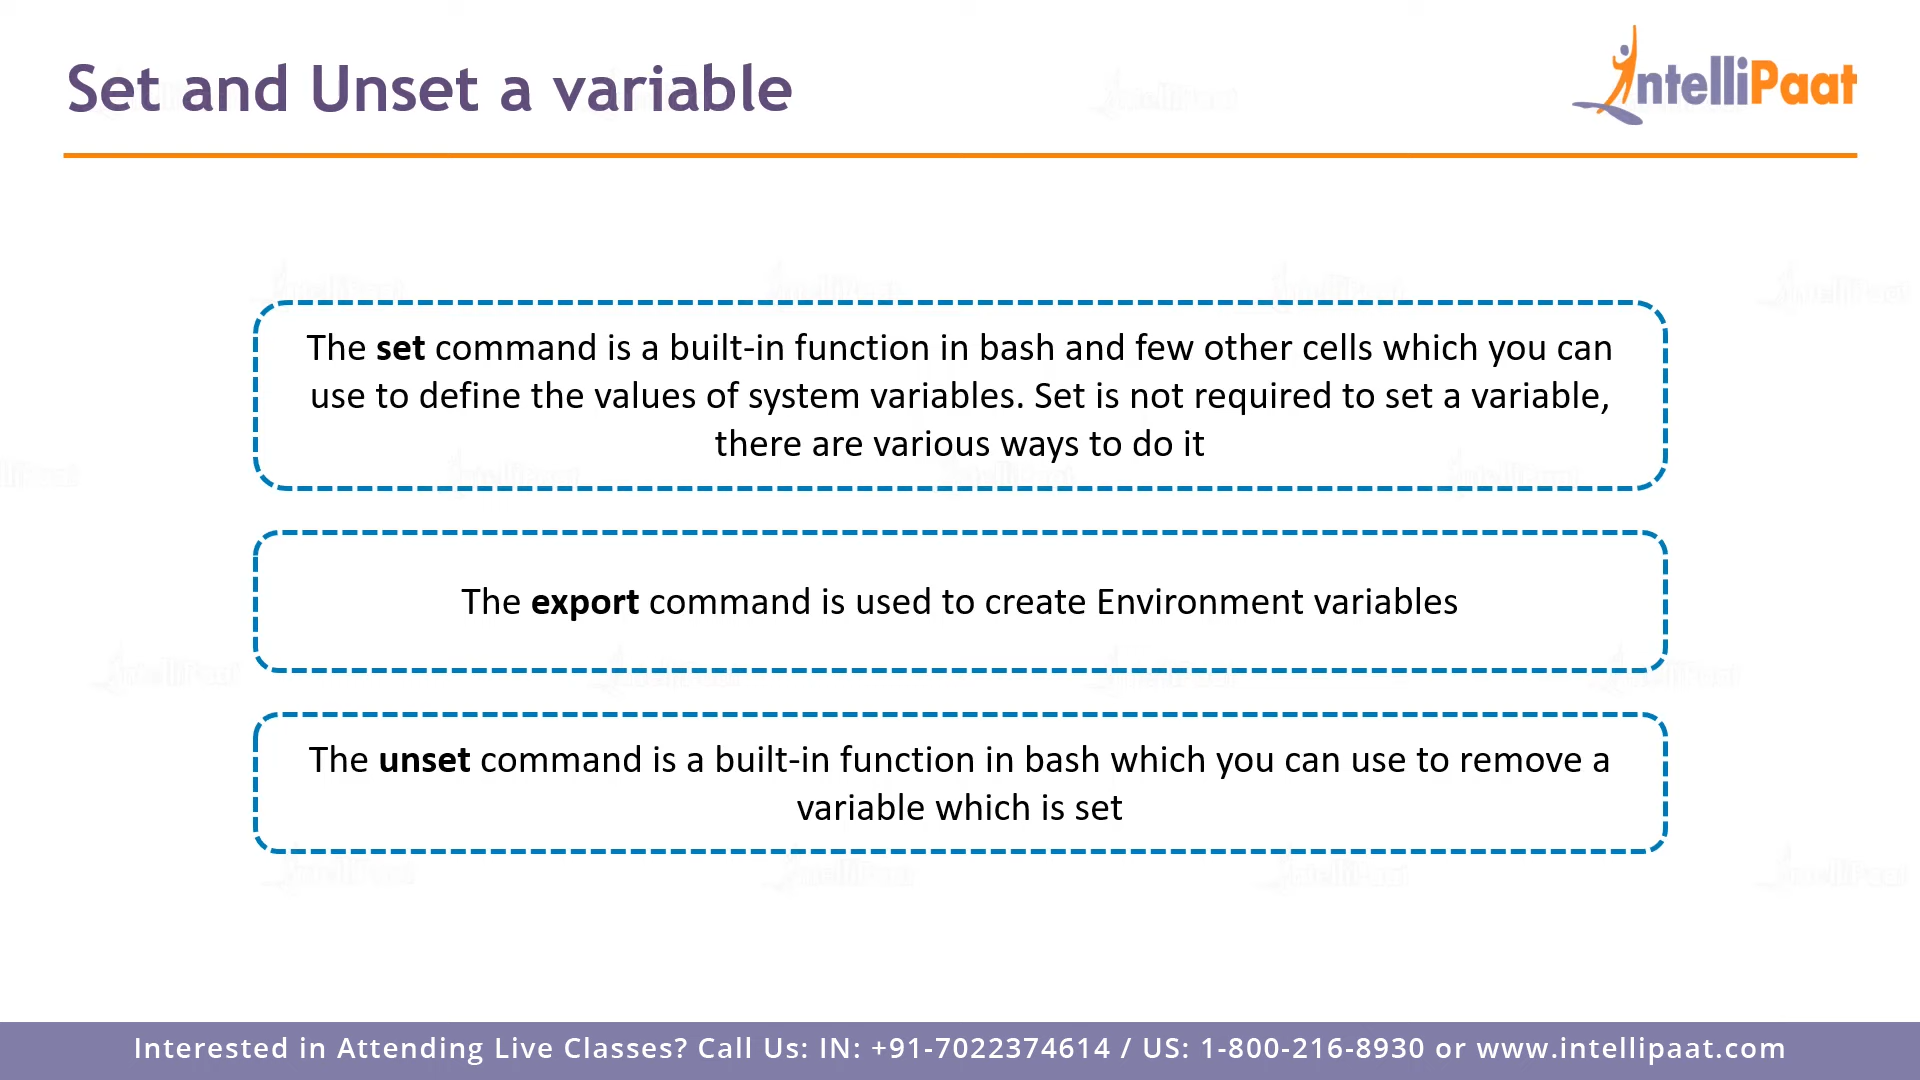 Set and Unset a variable
IntelliPaat
The set command is a built-in function in bash and few other cells which you can
use to define the values of system variables. Set is not required to set a variable,
there are various ways to do it
The export command is used to create Environment variables
The unset command is a built-in function in bash which you can use to remove a
variable which is set
Interested in Attending Live Classes? Call Us: IN: +91-7022374614 / US: 1-800-216-8930 or www.intellipaat.com